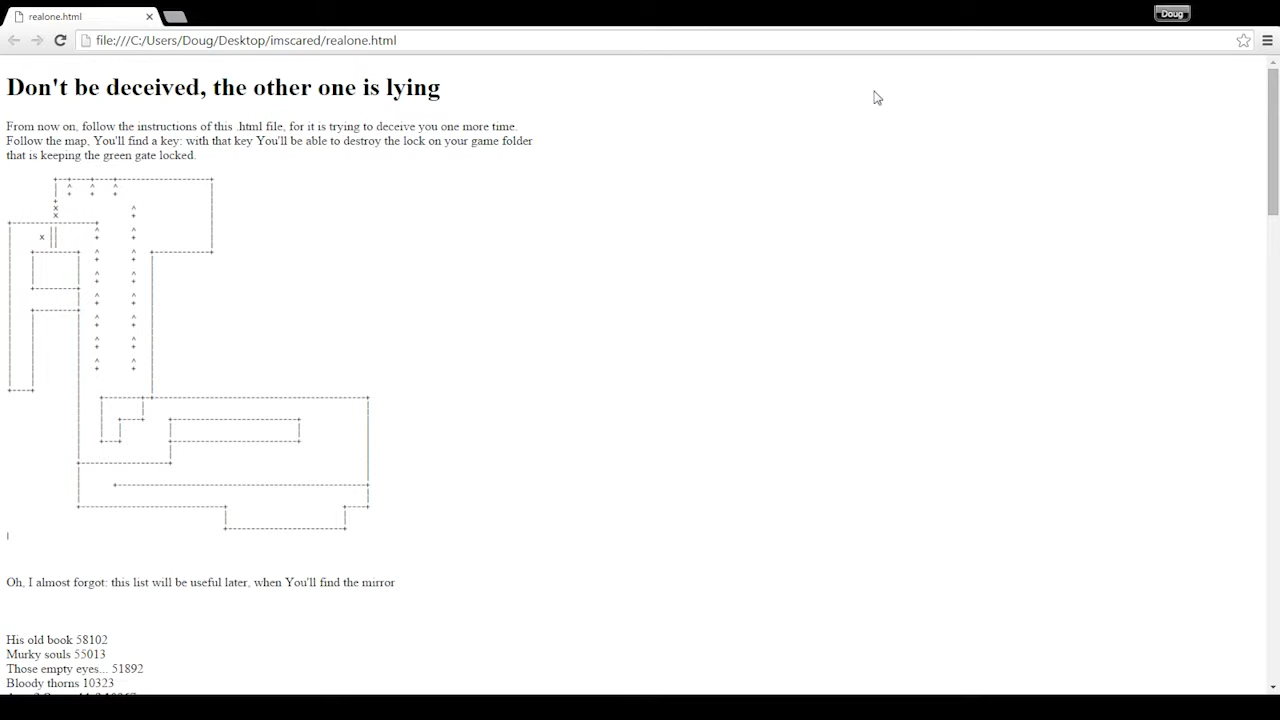 realone.html
Doug
file:///C:/Users/Doug/Desktop/imscared/realone.html
Don't be deceived, the other one is lying
From now on, follow the instructions of this .html file, for it is trying to deceive you one more time.
Follow the map, You'll find a key: with that key You'll be able to destroy the lock on your game folder
that is keeping the green gate locked.
x
x
x
Oh, I almost forgot: this list will be useful later, when You'll find the mirror
His old book 58102
Murky souls 55013
Those empty eyes... 51892
Bloody thorns 10323